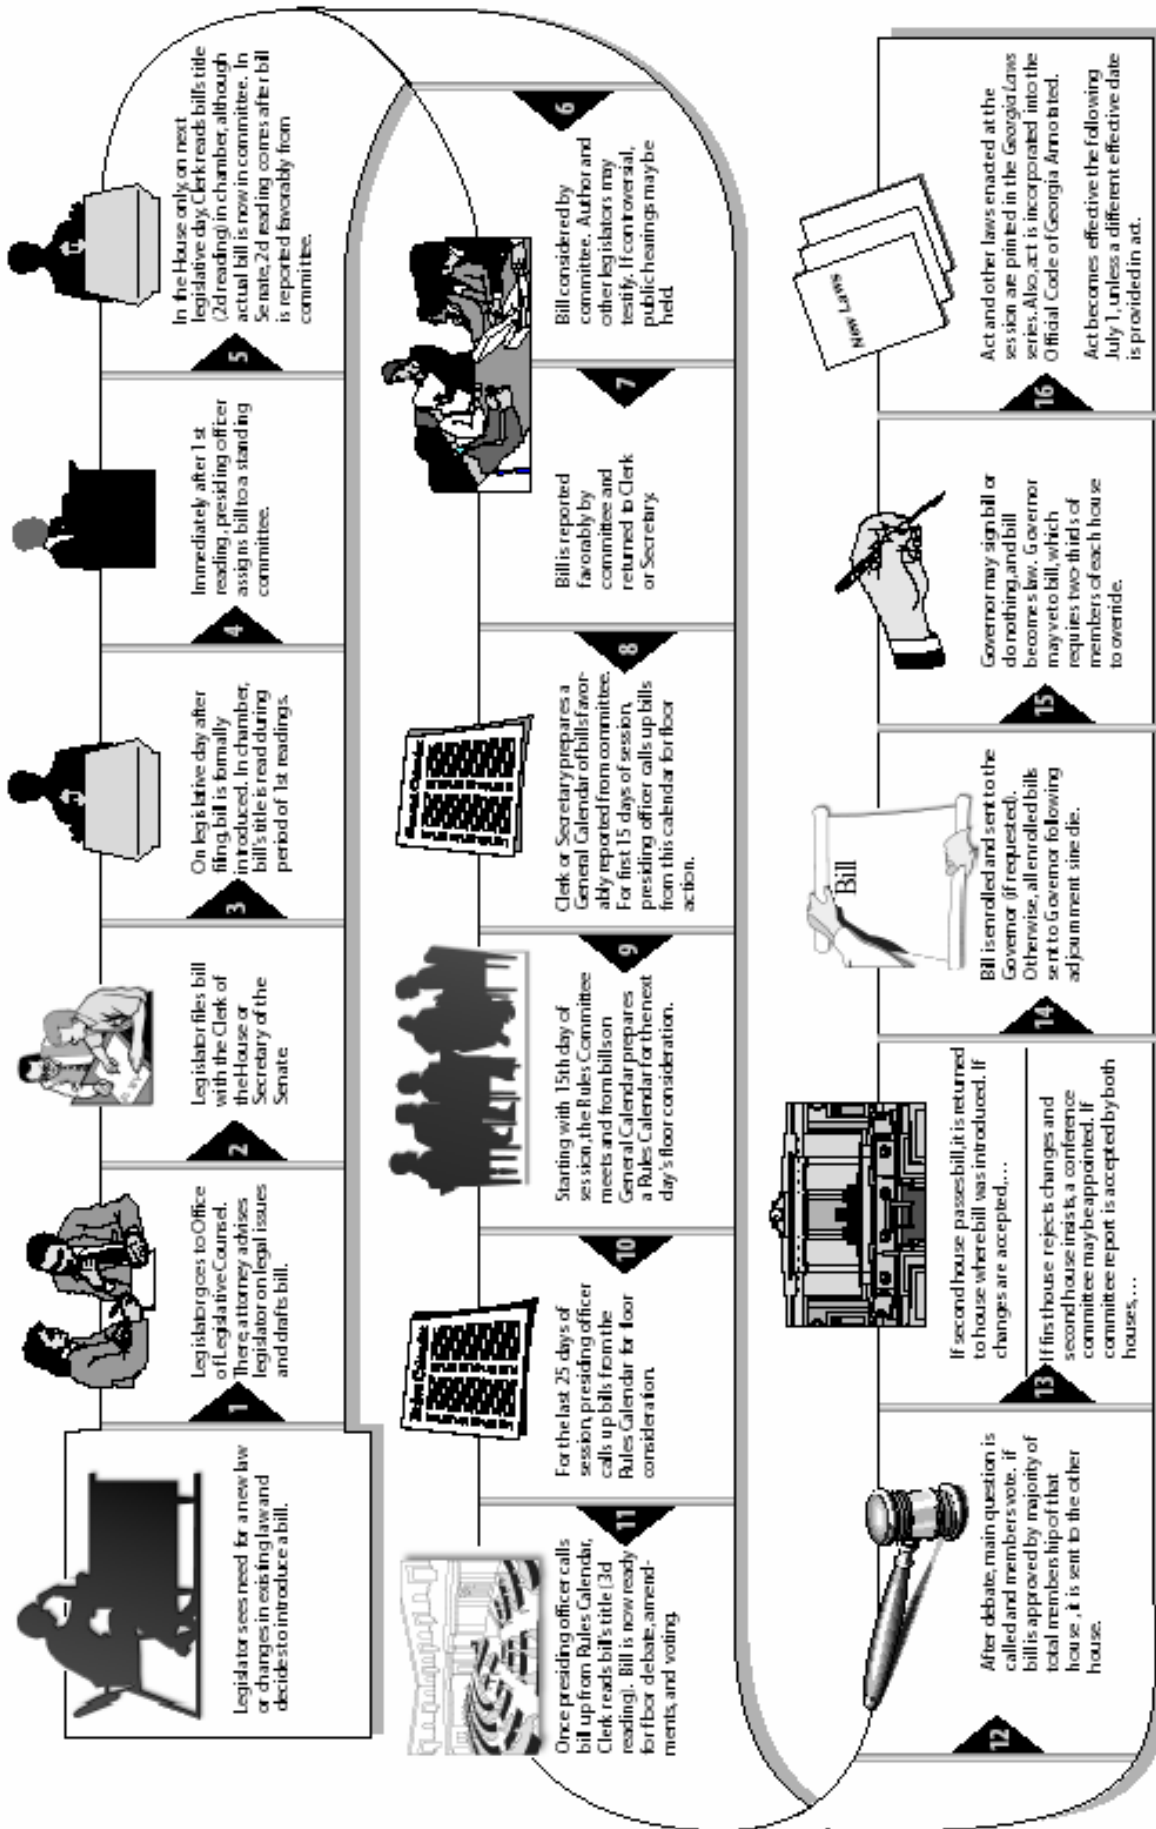 Legislator sees need for a new law
or changes in existing law and
decides to introduce a bill.
1
Legislator goes to Office
of Legislative Counsel.
There, attorney advises
legislator on legal issues
and drafts bill.
2
Legislator files bill
with the Clerk of
the House or
Secretary of the
Senate.
3
On legislative day after
filing, bill is formally
introduced. In chamber,
bill's title is read during
period of 1st readings.
4
Immediately after 1st
reading, presiding officer
assigns bill to a standing
committee.
5
In the House only, on next
legislative day, Clerk reads bill's title
(2d reading) in chamber, although
actual bill is now in committee. In
Senate, 2d reading comes after bill
is reported favorably from
committee.
6
Bill considered by
committee. Author and
other legislators may
testify. If controversial,
public hearings may be
held.
7
Bill is reported
favorably by
committee and
returned to Clerk
or Secretary.
8
Clerk or Secretary prepares a
General Calendar of bills favor-
ably reported from committee.
For first 15 days of session,
presiding officer calls up bills
from this calendar for floor
action.
9
Starting with 15th day of
session, the Rules Committee
meets and from bills on
General Calendar prepares
a Rules Calendar for the next
day's floor consideration.
10
For the last 25 days of
session, presiding officer
calls up bills from the
Rules Calendar for floor
consideration.
11
Once presiding officer calls
bill up from Rules Calendar,
Clerk reads bill's title (3d
reading). Bill is now ready
for floor debate, amend-
ments, and voting.
12
After debate, main question is
called and members vote. if
bill is approved by majority of
total membership of that
house, it is sent to the other
house.
13
If second house passes bill, it is returned
to house where bill was introduced. If
changes are accepted,...
If first house rejects changes and
second house insists, a conference
committee may be appointed. If
committee report is accepted by both
houses,...
14
Bill
Bill is enrolled and sent to the
Governor (if requested).
Otherwise, all enrolled bills
sent to Governor following
adjournment sine die.
15
Governor may sign bill or
do nothing, and bill
becomes law. Governor
may veto bill, which
requires two-thirds of
members of each house
to override.
16
New Laws
Act and other laws enacted at the
session are printed in the Georgia Laws
series. Also, act is incorporated into the
Official Code of Georgia Annotated.
Act becomes effective the following
July 1, unless a different effective date
is provided in act.